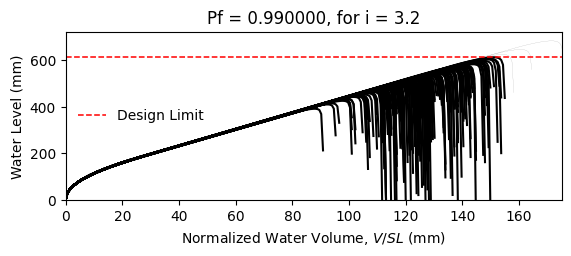 Pf = 0.990000, for i = 3.2
Water Level (mm)
600
400
200
0
Design Limit
0 20 40 60 80 100 120 140 160
Normalized Water Volume, V/SL (mm)